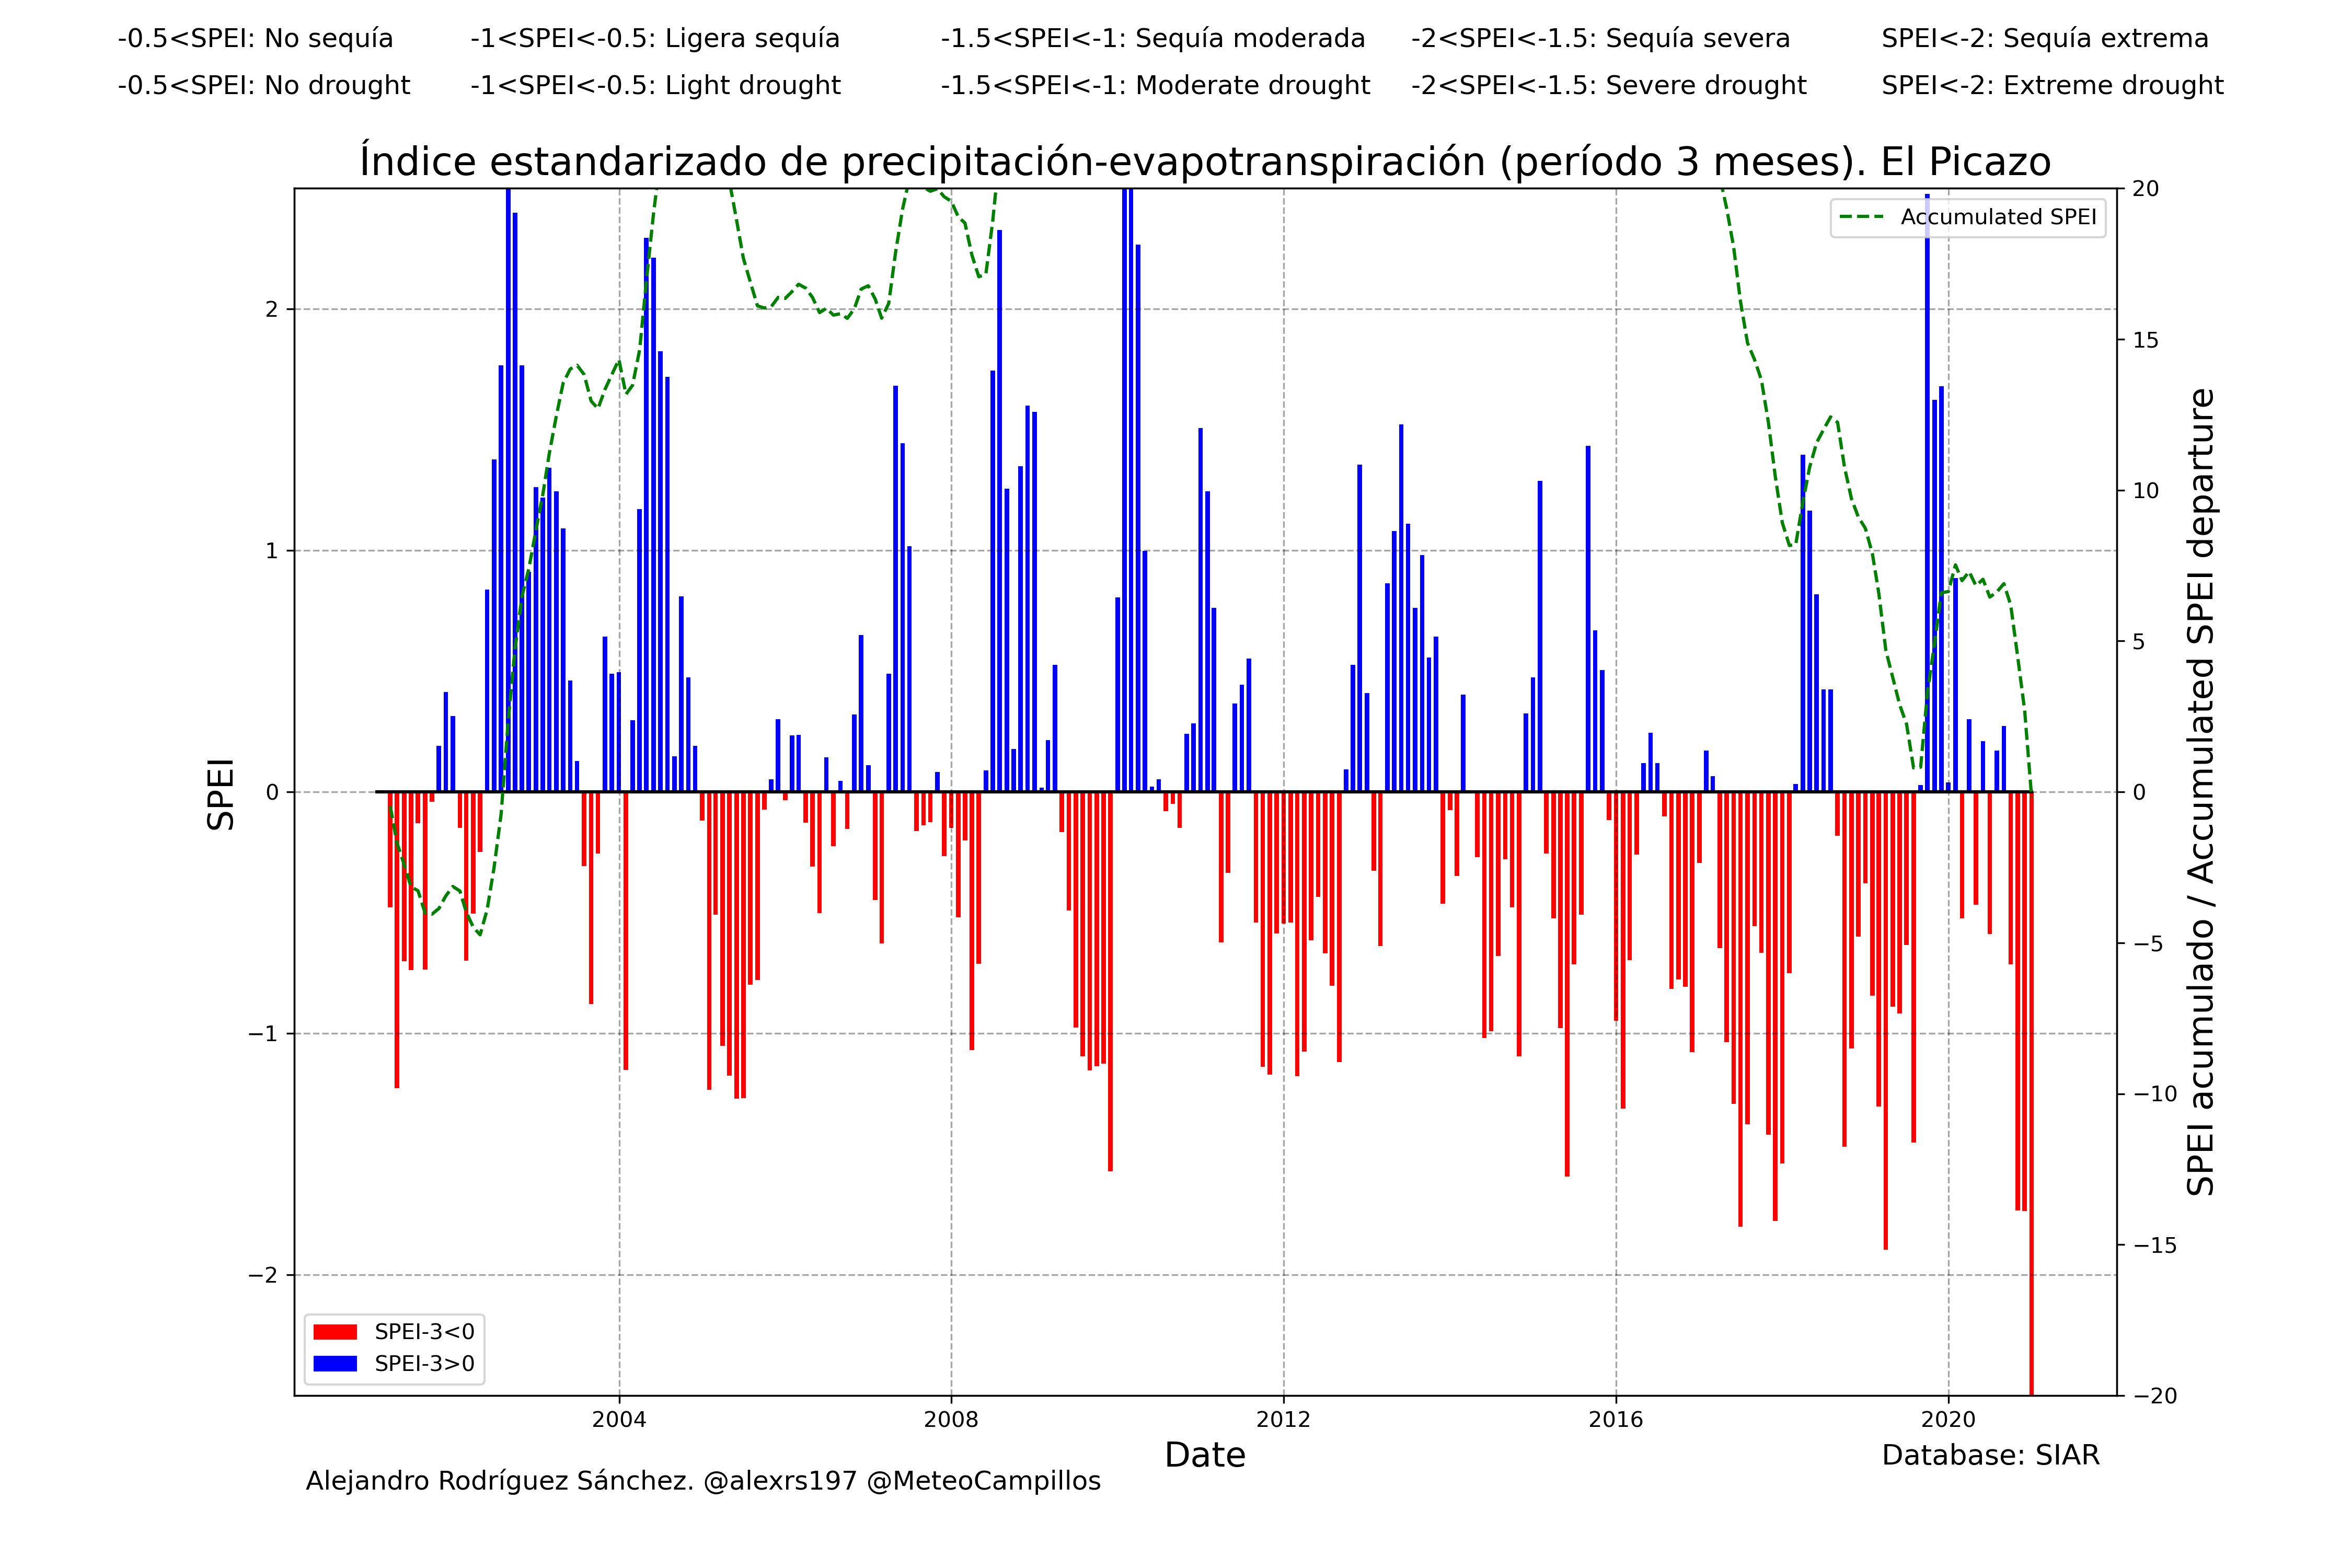 -0.5<SPEI: No sequía -1<SPEI<-0.5: Ligera sequía -1.5<SPEI<-1: Sequía moderada -2<SPEI<-1.5: Sequía severa SPEI<-2: Sequía extrema
-0.5<SPEI: No drought -1<SPEI<-0.5: Light drought -1.5<SPEI<-1: Moderate drought -2<SPEI<-1.5: Severe drought SPEI<-2: Extreme drought
Índice estandarizado de precipitación-evapotranspiración (período 3 meses). El Picazo
SPEI
2
1
0
−1
−2
Accumulated SPEI
20
15
10
5
0
−5
−10
−15
−20
SPEI acumulado / Accumulated SPEI departure
SPEI-3<0
SPEI-3>0
2004 2008 2012 2016 2020
Date
Database: SIAR
Alejandro Rodríguez Sánchez. @alexrs197 @MeteoCampillos